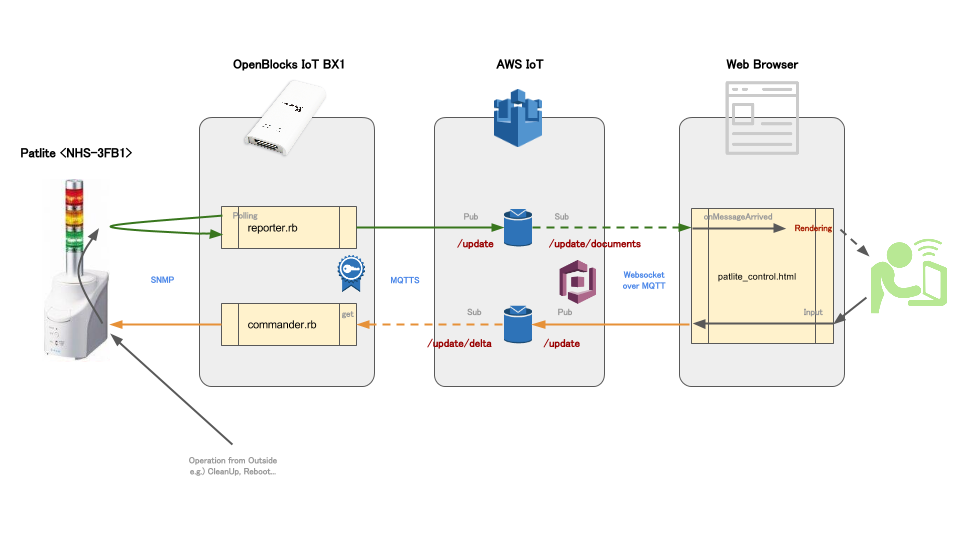 OpenBlocks IoT BX1
AWS IoT
Web Browser
Patlite <NHS-3FB1>
Polling
reporter.rb
Pub
Sub
/update
/update/documents
onMessageArrived
Rendering
SNMP
MQTTS
Websocket
over MQTT
patlite_control.html
commander.rb
get
Sub
Pub
/update/delta
/update
Input
Operation from Outside
e.g.) CleanUp, Reboot...